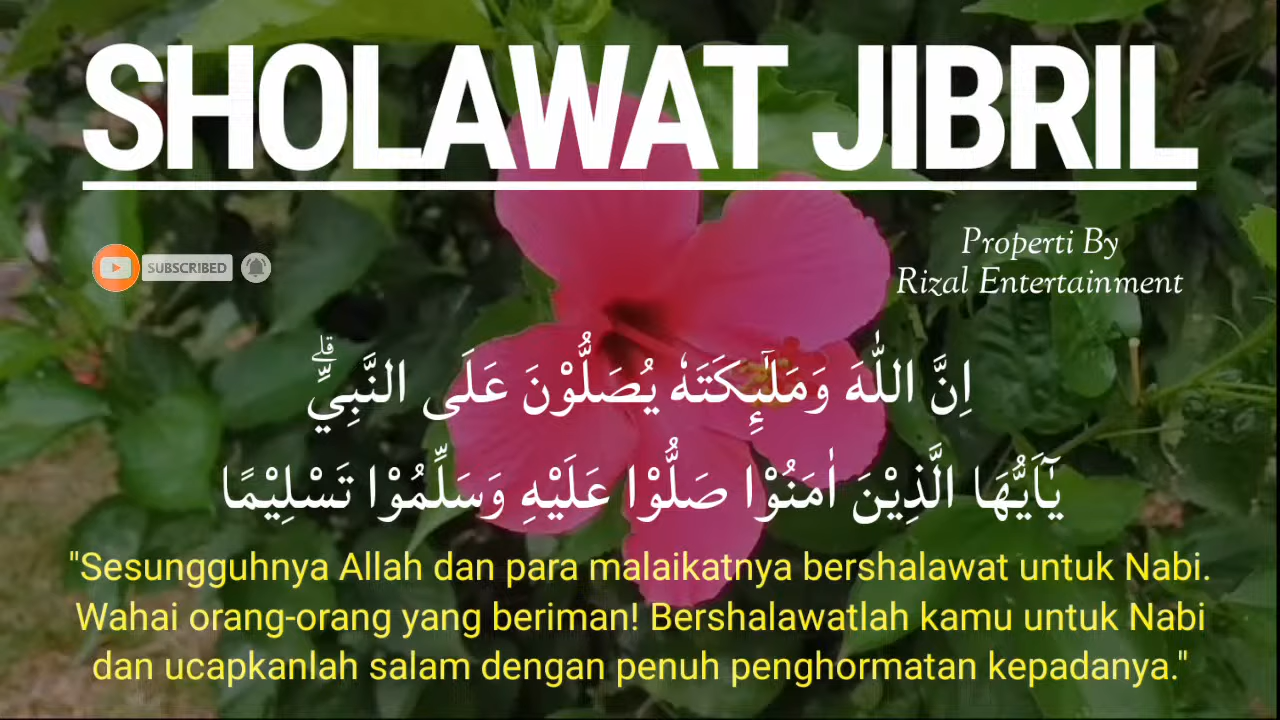 SHOLAWAT JIBRIL
Properti By
Rizal Entertainment
SUBSCRIBED
اِنَّ اللّٰهَ وَمَلٰۤىِٕكَتَهٗ يُصَلُّوْنَ عَلَى النَّبِيِّۗ
يٰٓاَيُّهَا الَّذِيْنَ اٰمَنُوْا صَلُّوْا عَلَيْهِ وَسَلِّمُوْا تَسْلِيْمًا
"Sesungguhnya Allah dan para malaikatnya bershalawat untuk Nabi.
Wahai orang-orang yang beriman! Bershalawatlah kamu untuk Nabi
dan ucapkanlah salam dengan penuh penghormatan kepadanya."